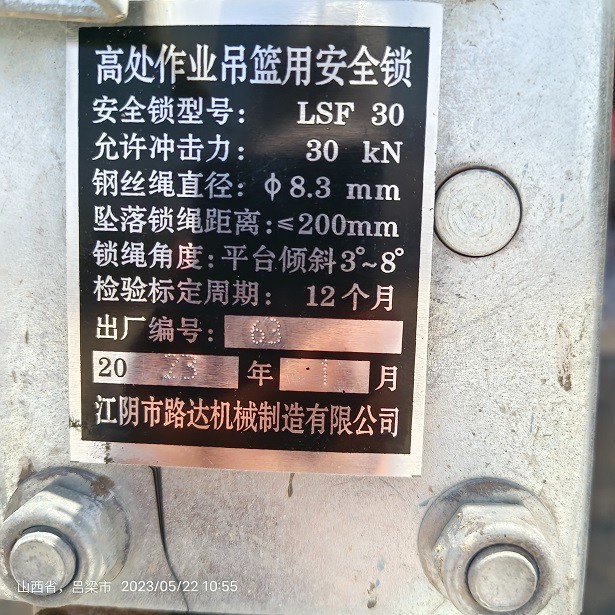 高处作业吊篮用安全锁
安全锁型号: LSF 30
允许冲击力: 30 kN
钢丝绳直径: φ8.3 mm
坠落锁绳距离:≤200mm
锁绳角度:平台倾斜3°~8°
检验标定周期: 12个月
出厂编号: 63
20 23 年 1 月
江阴市路达机械制造有限公司
山西省，吕梁市 2023/05/22 10:55